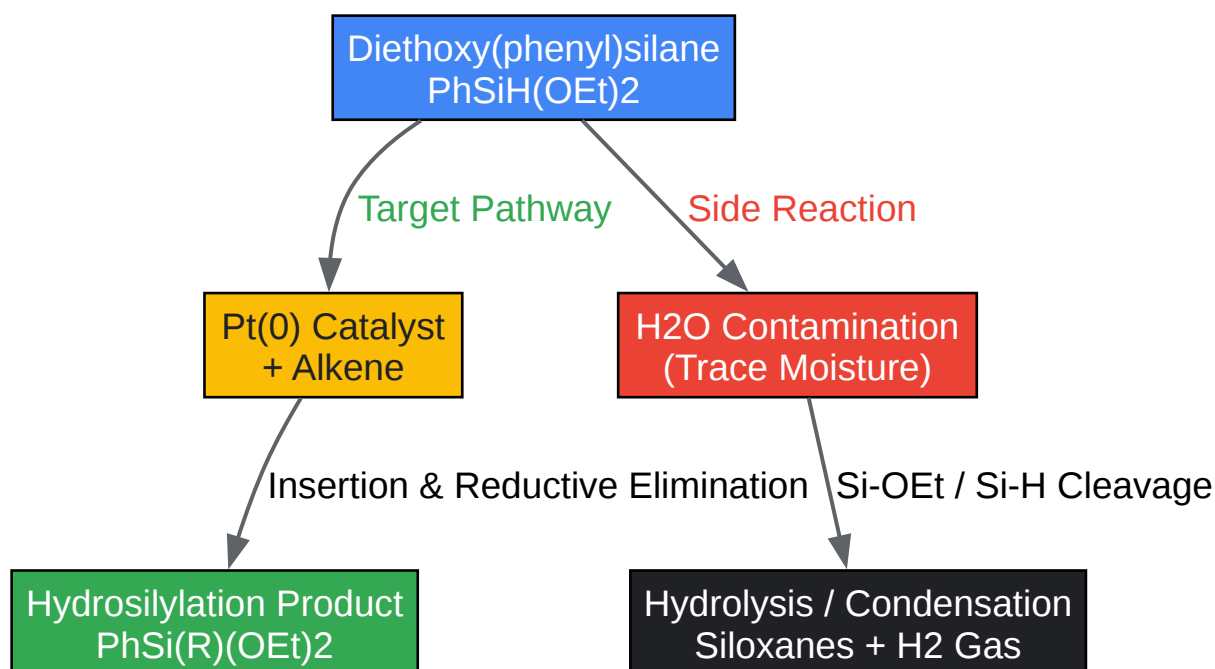 Diethoxy(phenyl)silane
PhSiH(OEt)2
Target Pathway
Side Reaction
Pt(0) Catalyst
+ Alkene
H2O Contamination
(Trace Moisture)
Insertion & Reductive Elimination
Si-OEt / Si-H Cleavage
Hydrosilylation Product
PhSi(R)(OEt)2
Hydrolysis / Condensation
Siloxanes + H2 Gas